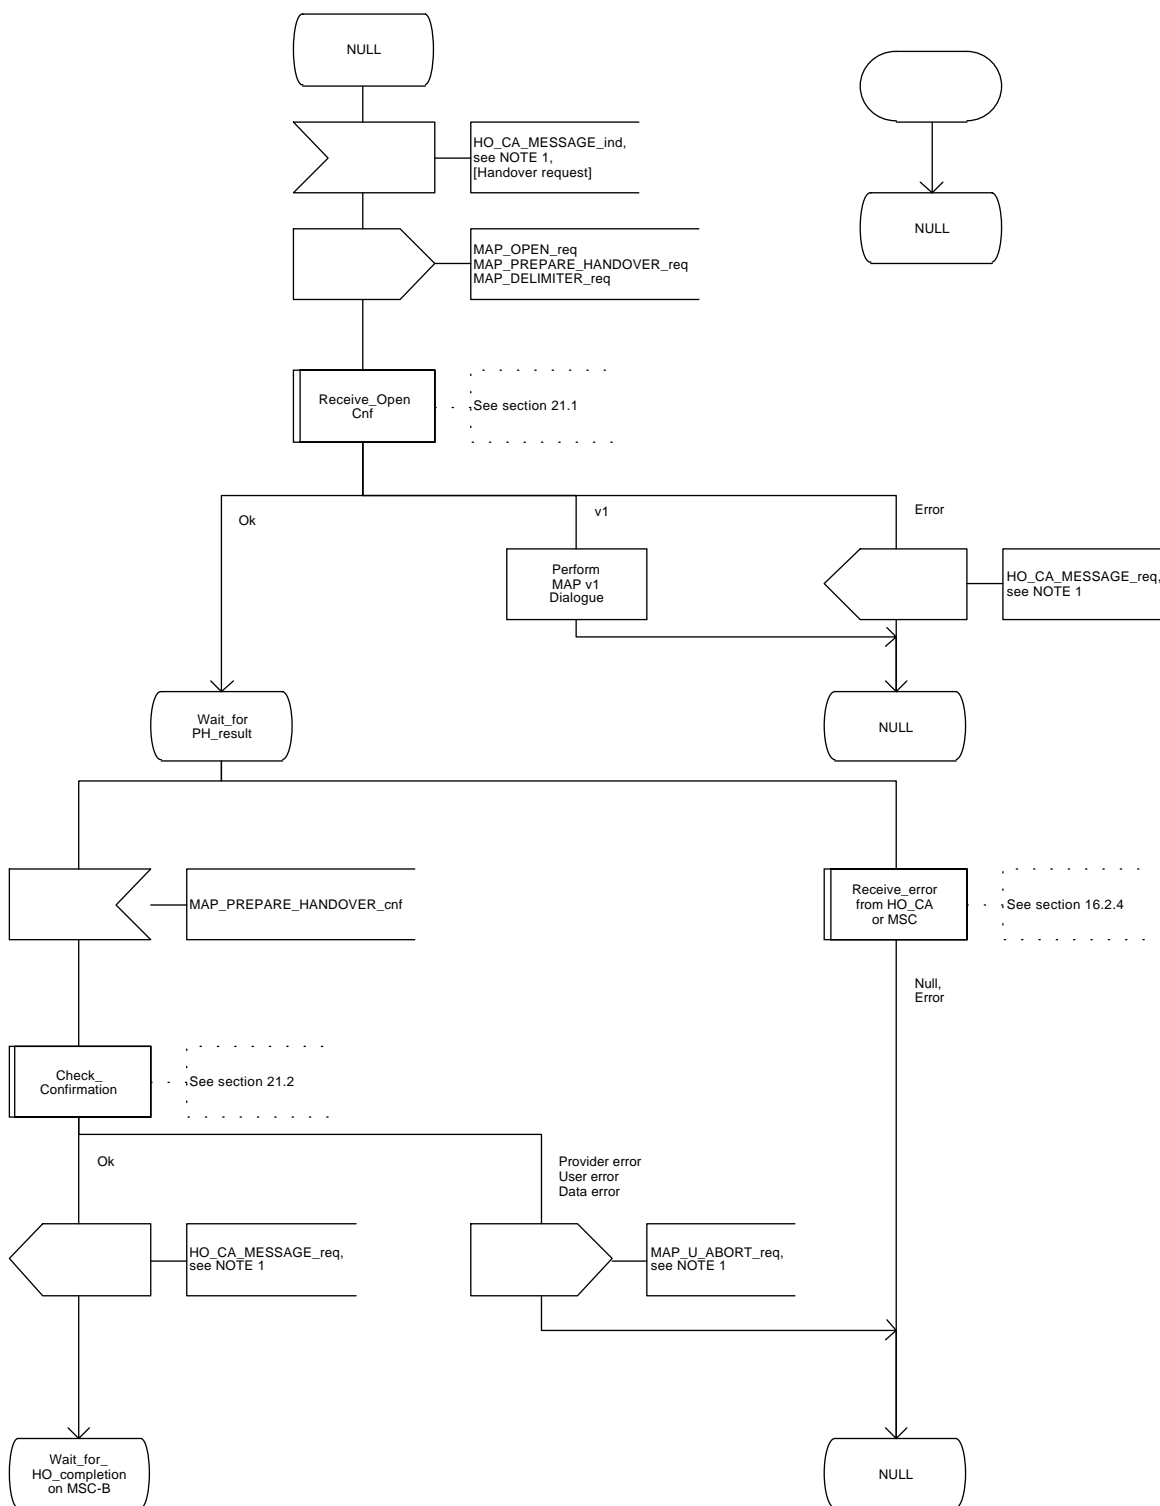 NULL
HO_CA_MESSAGE_ind,
see NOTE 1,
[Handover request]
NULL
MAP_OPEN_req
MAP_PREPARE_HANDOVER_req
MAP_DELIMITER_req
Receive_Open
Cnf
See section 21.1
Ok
v1
Error
Perform
MAP v1
Dialogue
HO_CA_MESSAGE_req,
see NOTE 1
Wait_for
PH_result
NULL
MAP_PREPARE_HANDOVER_cnf
Receive_error
from HO_CA
or MSC
See section 16.2.4
Null,
Error
Check_
Confirmation
See section 21.2
Ok
Provider error
User error
Data error
HO_CA_MESSAGE_req,
see NOTE 1
MAP_U_ABORT_req,
see NOTE 1
Wait_for_
HO_completion
on MSC-B
NULL